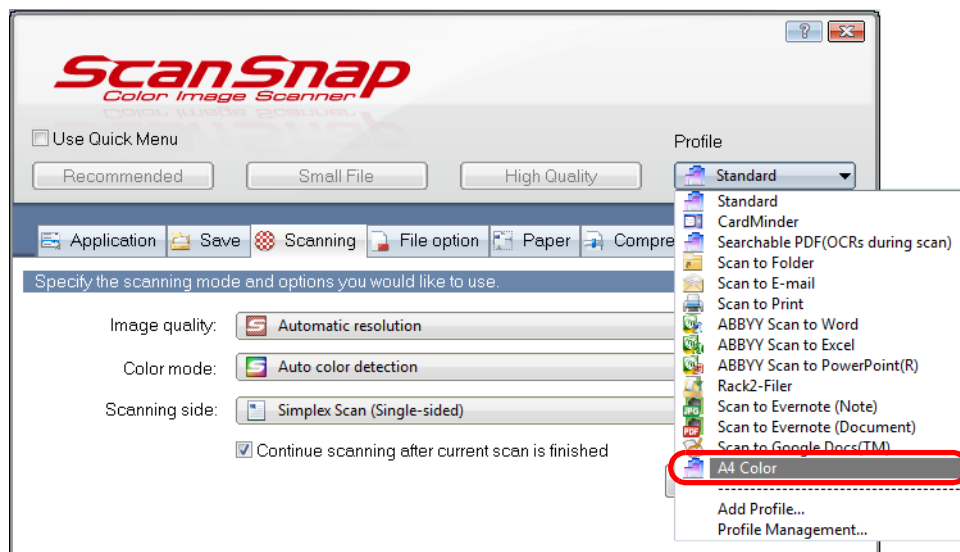 ScanSnap
Color Image Scanner
Use Quick Menu
Profile
Recommended
Small File
High Quality
Standard
Application
Save
Scanning
File option
Paper
Compre
Specify the scanning mode and options you would like to use.
Image quality:
Automatic resolution
Color mode:
Auto color detection
Scanning side:
Simplex Scan (Single-sided)
Continue scanning after current scan is finished
Standard
CardMinder
Searchable PDF(OCRs during scan)
Scan to Folder
Scan to E-mail
Scan to Print
ABBYY Scan to Word
ABBYY Scan to Excel
ABBYY Scan to PowerPoint(R)
Rack2-Filer
Scan to Evernote (Note)
Scan to Evernote (Document)
Scan to Google Docs(TM)
A4 Color
Add Profile...
Profile Management...